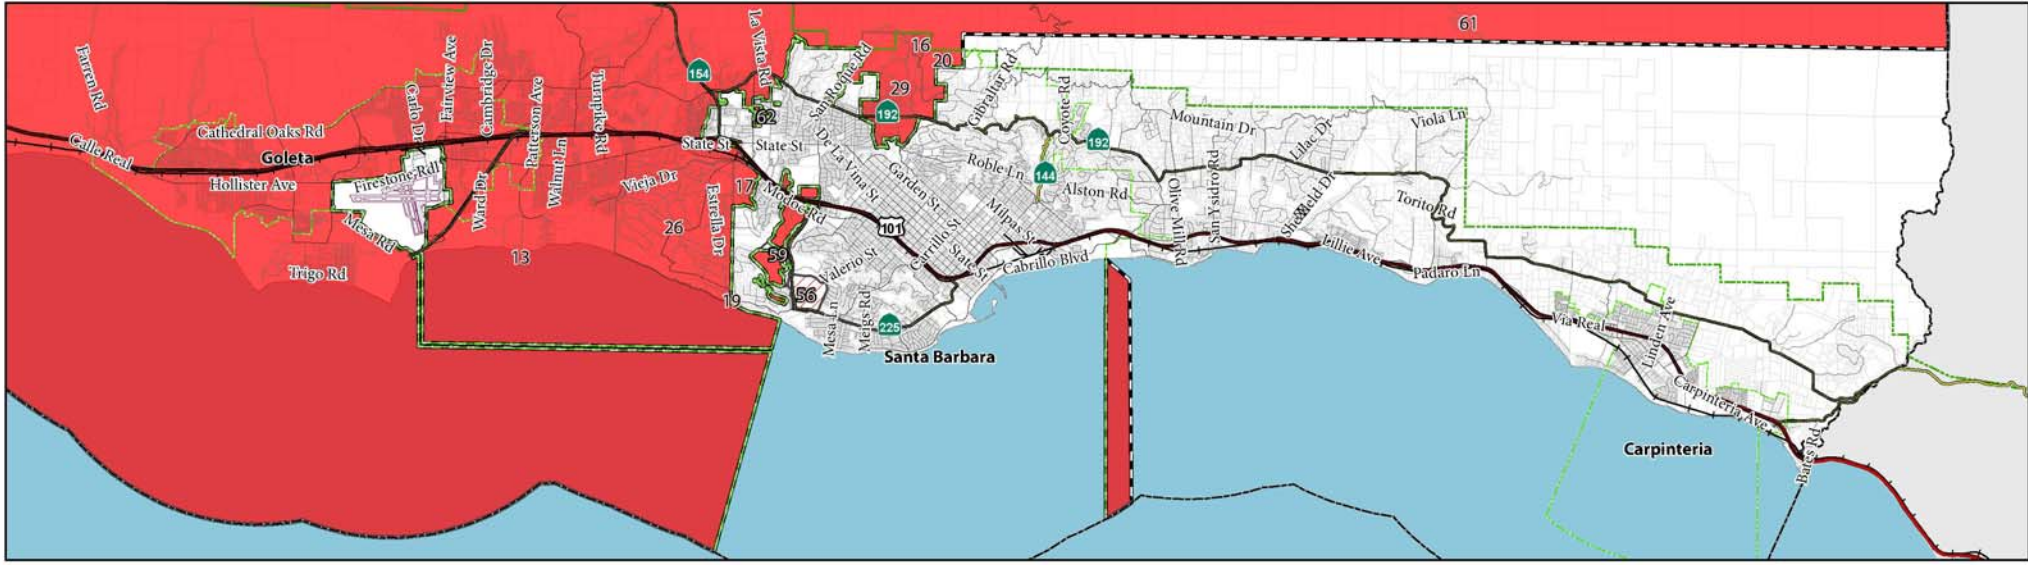 Farren Rd
Cathedral Oaks Rd
Calle Real
Goleta
Hollister Ave
Carlo Dr
Fairview Ave
Cambridge Dr
Patterson Ave
Walnut Ln
Turnpike Rd
Firestone Rdl
Mesa Rd
Ward Dr
Trigo Rd
Vieja Dr
Estrella Dr
13
26
17
19
154
La Vista Rd
State St
62
State St
San Roque Rd
16
20
29
192
Gibraltar Rd
De La Vina St
Modoc Rd
59
56
Valerio St
101
Garden St
Milpas St
Carrillo St
State St
Cabrillo Blvd
Mesa Ln
Meigs Rd
225
Santa Barbara
61
Coyote Rd
192
Roble Ln
144
Alston Rd
Mountain Dr
Olive Mill Rd
San Ysidro Rd
Lilac Dr
Sheffield Dr
Viola Ln
Torito Rd
Lillie Ave
Padaro Ln
Via Real
Linden Ave
Carpinteria Ave
Carpinteria
Bates Rd